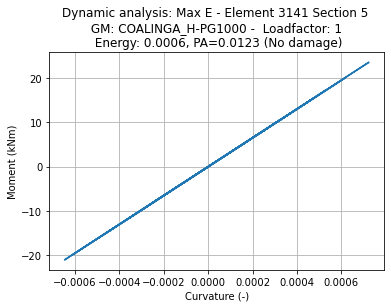 Dynamic analysis: Max E - Element 3141 Section 5
GM: COALINGA_H-PG1000 - Loadfactor: 1
Energy: 0.0006, PA=0.0123 (No damage)
Moment (kNm)
20
10
0
−10
−20
−0.0006 −0.0004 −0.0002 0.0000 0.0002 0.0004 0.0006
Curvature (-)